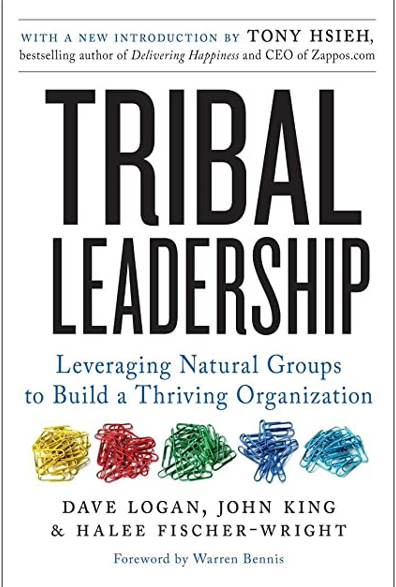 WITH A NEW INTRODUCTION BY TONY HSIEH,
bestselling author of Delivering Happiness and CEO of Zappos.com
TRIBAL
LEADERSHIP
Leveraging Natural Groups
to Build a Thriving Organization
DAVE LOGAN, JOHN KING
& HALEE FISCHER-WRIGHT
Foreword by Warren Bennis